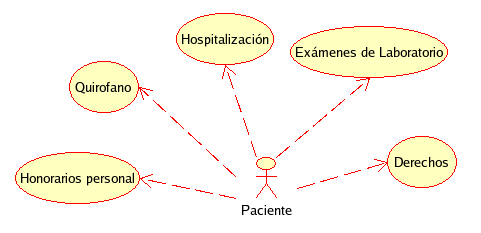 Hospitalización
Exámenes de Laboratorio
Quirofano
Derechos
Honorarios personal
Paciente